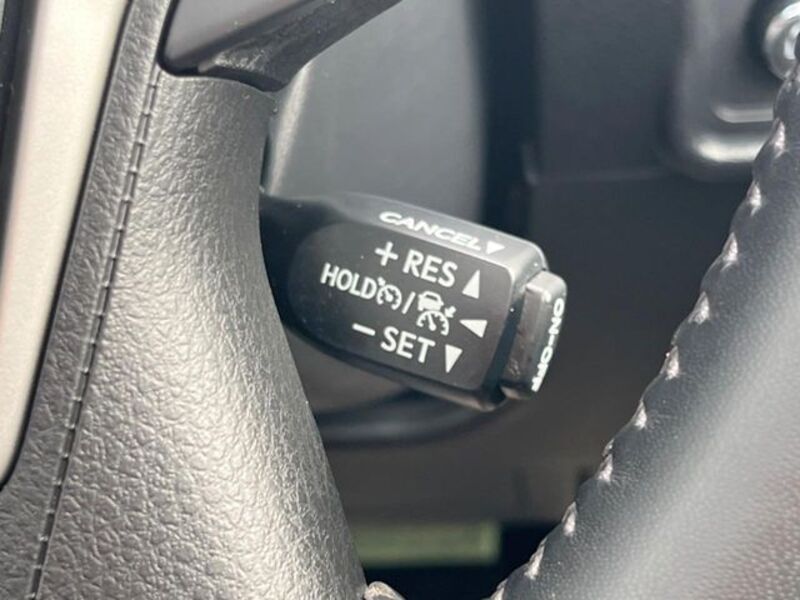 CANCEL▼
+ RES ▲
HOLD / ◀
− SET ▼
ON-OFF